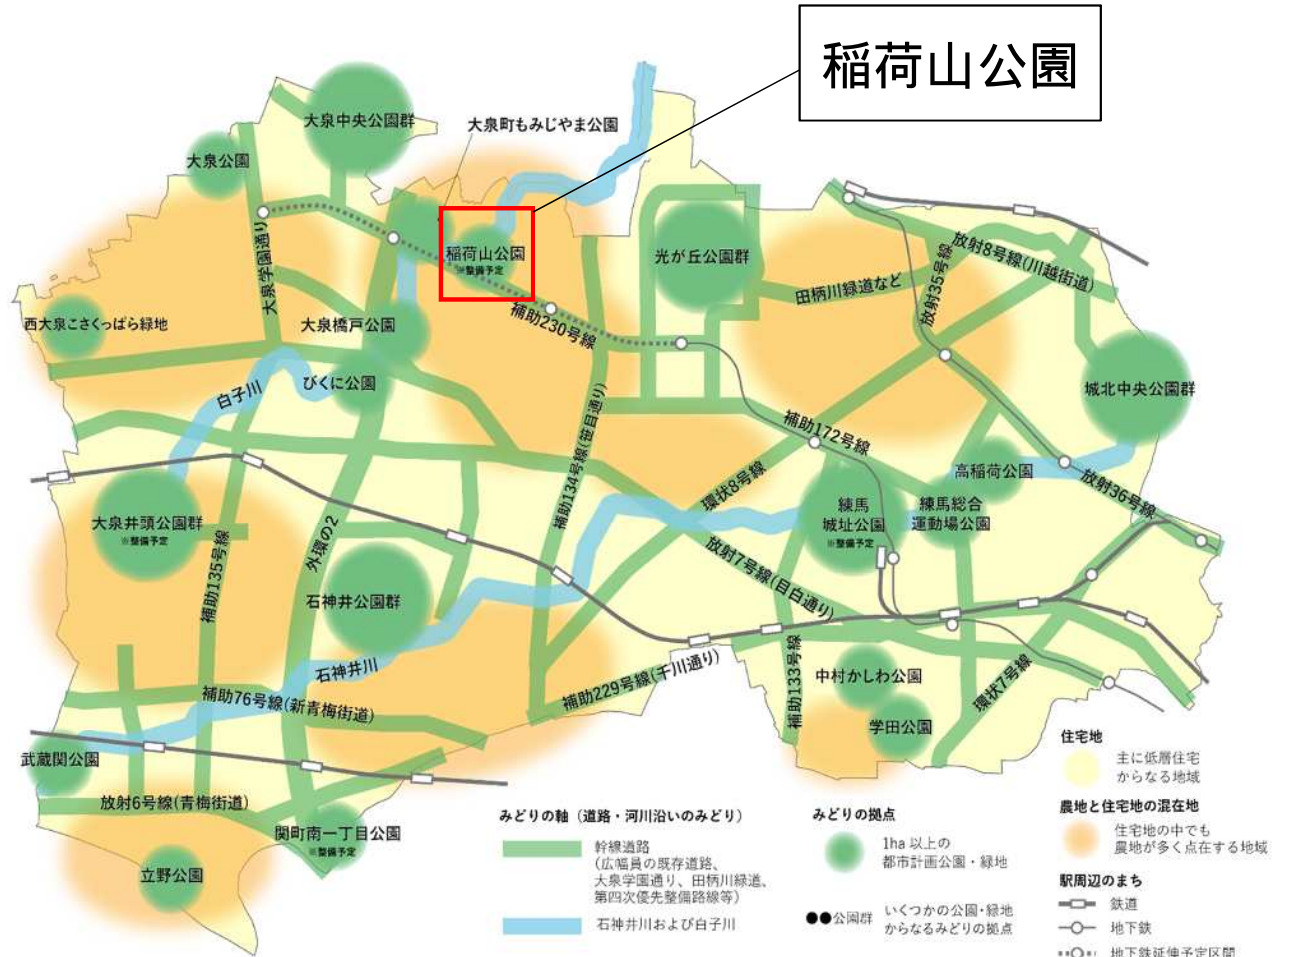 稲荷山公園
大泉中央公園群
大泉町もみじやま公園
大泉公園
稲荷山公園
※整備予定
光が丘公園群
放射8号線(川越街道)
放射35号線
田柄川緑道など
大泉学園通り
補助230号線
西大泉こさくっぱら緑地
大泉橋戸公園
びくに公園
白子川
城北中央公園群
補助134号線(笹目通り)
補助172号線
高稲荷公園
放射36号線
環状8号線
練馬
城址公園
※整備予定
練馬総合
運動場公園
大泉井頭公園群
※整備予定
補助135号線
外環の2
石神井公園群
放射7号線(目白通り)
石神井川
補助76号線(新青梅街道)
補助229号線(千川通り)
補助133号線
中村かしわ公園
学田公園
環状7号線
武蔵関公園
放射6号線(青梅街道)
関町南一丁目公園
※整備予定
立野公園
みどりの軸（道路・河川沿いのみどり）
幹線道路
(広幅員の既存道路、
大泉学園通り、田柄川緑道、
第四次優先整備路線等)
石神井川および白子川
みどりの拠点
1ha 以上の
都市計画公園・緑地
●●公園群
いくつかの公園・緑地
からなるみどりの拠点
住宅地
主に低層住宅
からなる地域
農地と住宅地の混在地
住宅地の中でも
農地が多く点在する地域
駅周辺のまち
鉄道
地下鉄
地下鉄延伸予定区間